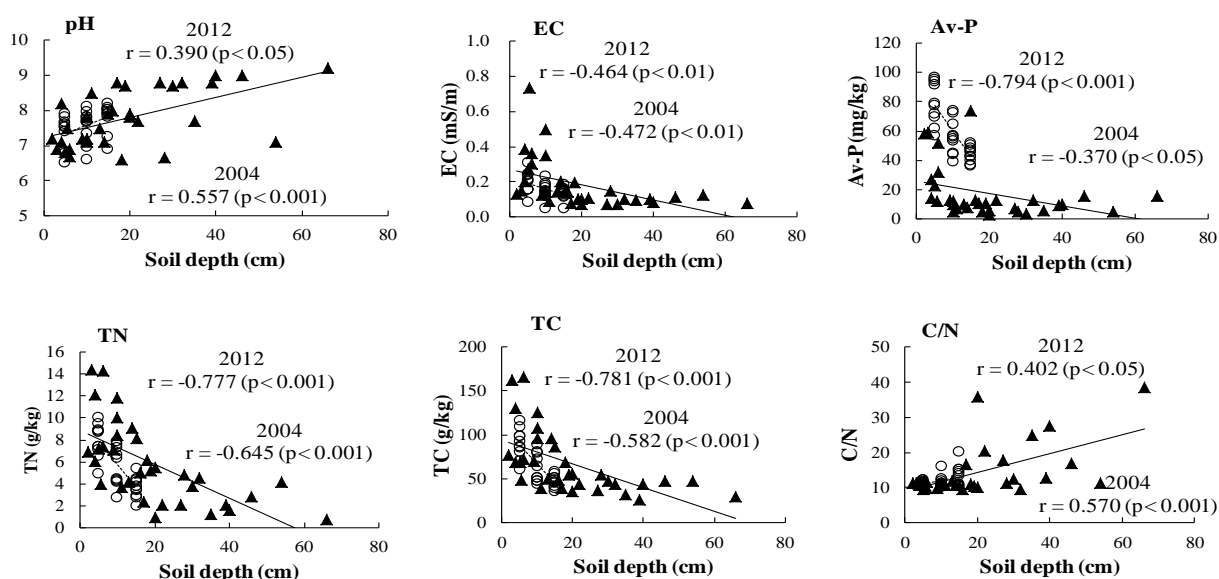 pH
2012
r = 0.390 (p< 0.05)
10
9
8
7
6
5
2004
r = 0.557 (p< 0.001)
0 20 40 60 80
Soil depth (cm)
EC
2012
r = -0.464 (p< 0.01)
2004
r = -0.472 (p< 0.01)
EC (mS/m)
0.8
0.6
0.4
0.2
0.0
0 20 40 60 80
Soil depth (cm)
Av-P
2012
r = -0.794 (p< 0.001)
2004
r = -0.370 (p< 0.05)
Av-P (mg/kg)
120
100
80
60
40
20
0
0 20 40 60 80
Soil depth (cm)
TN
2012
r = -0.777 (p< 0.001)
2004
r = -0.645 (p< 0.001)
TN (g/kg)
16
14
12
10
8
6
4
2
0
0 20 40 60 80
Soil depth (cm)
TC
2012
r = -0.781 (p< 0.001)
2004
r = -0.582 (p< 0.001)
TC (g/kg)
200
150
100
50
0
0 20 40 60 80
Soil depth (cm)
C/N
2012
r = 0.402 (p< 0.05)
C/N
50
40
30
20
10
0
2004
r = 0.570 (p< 0.001)
0 20 40 60 80
Soil depth (cm)